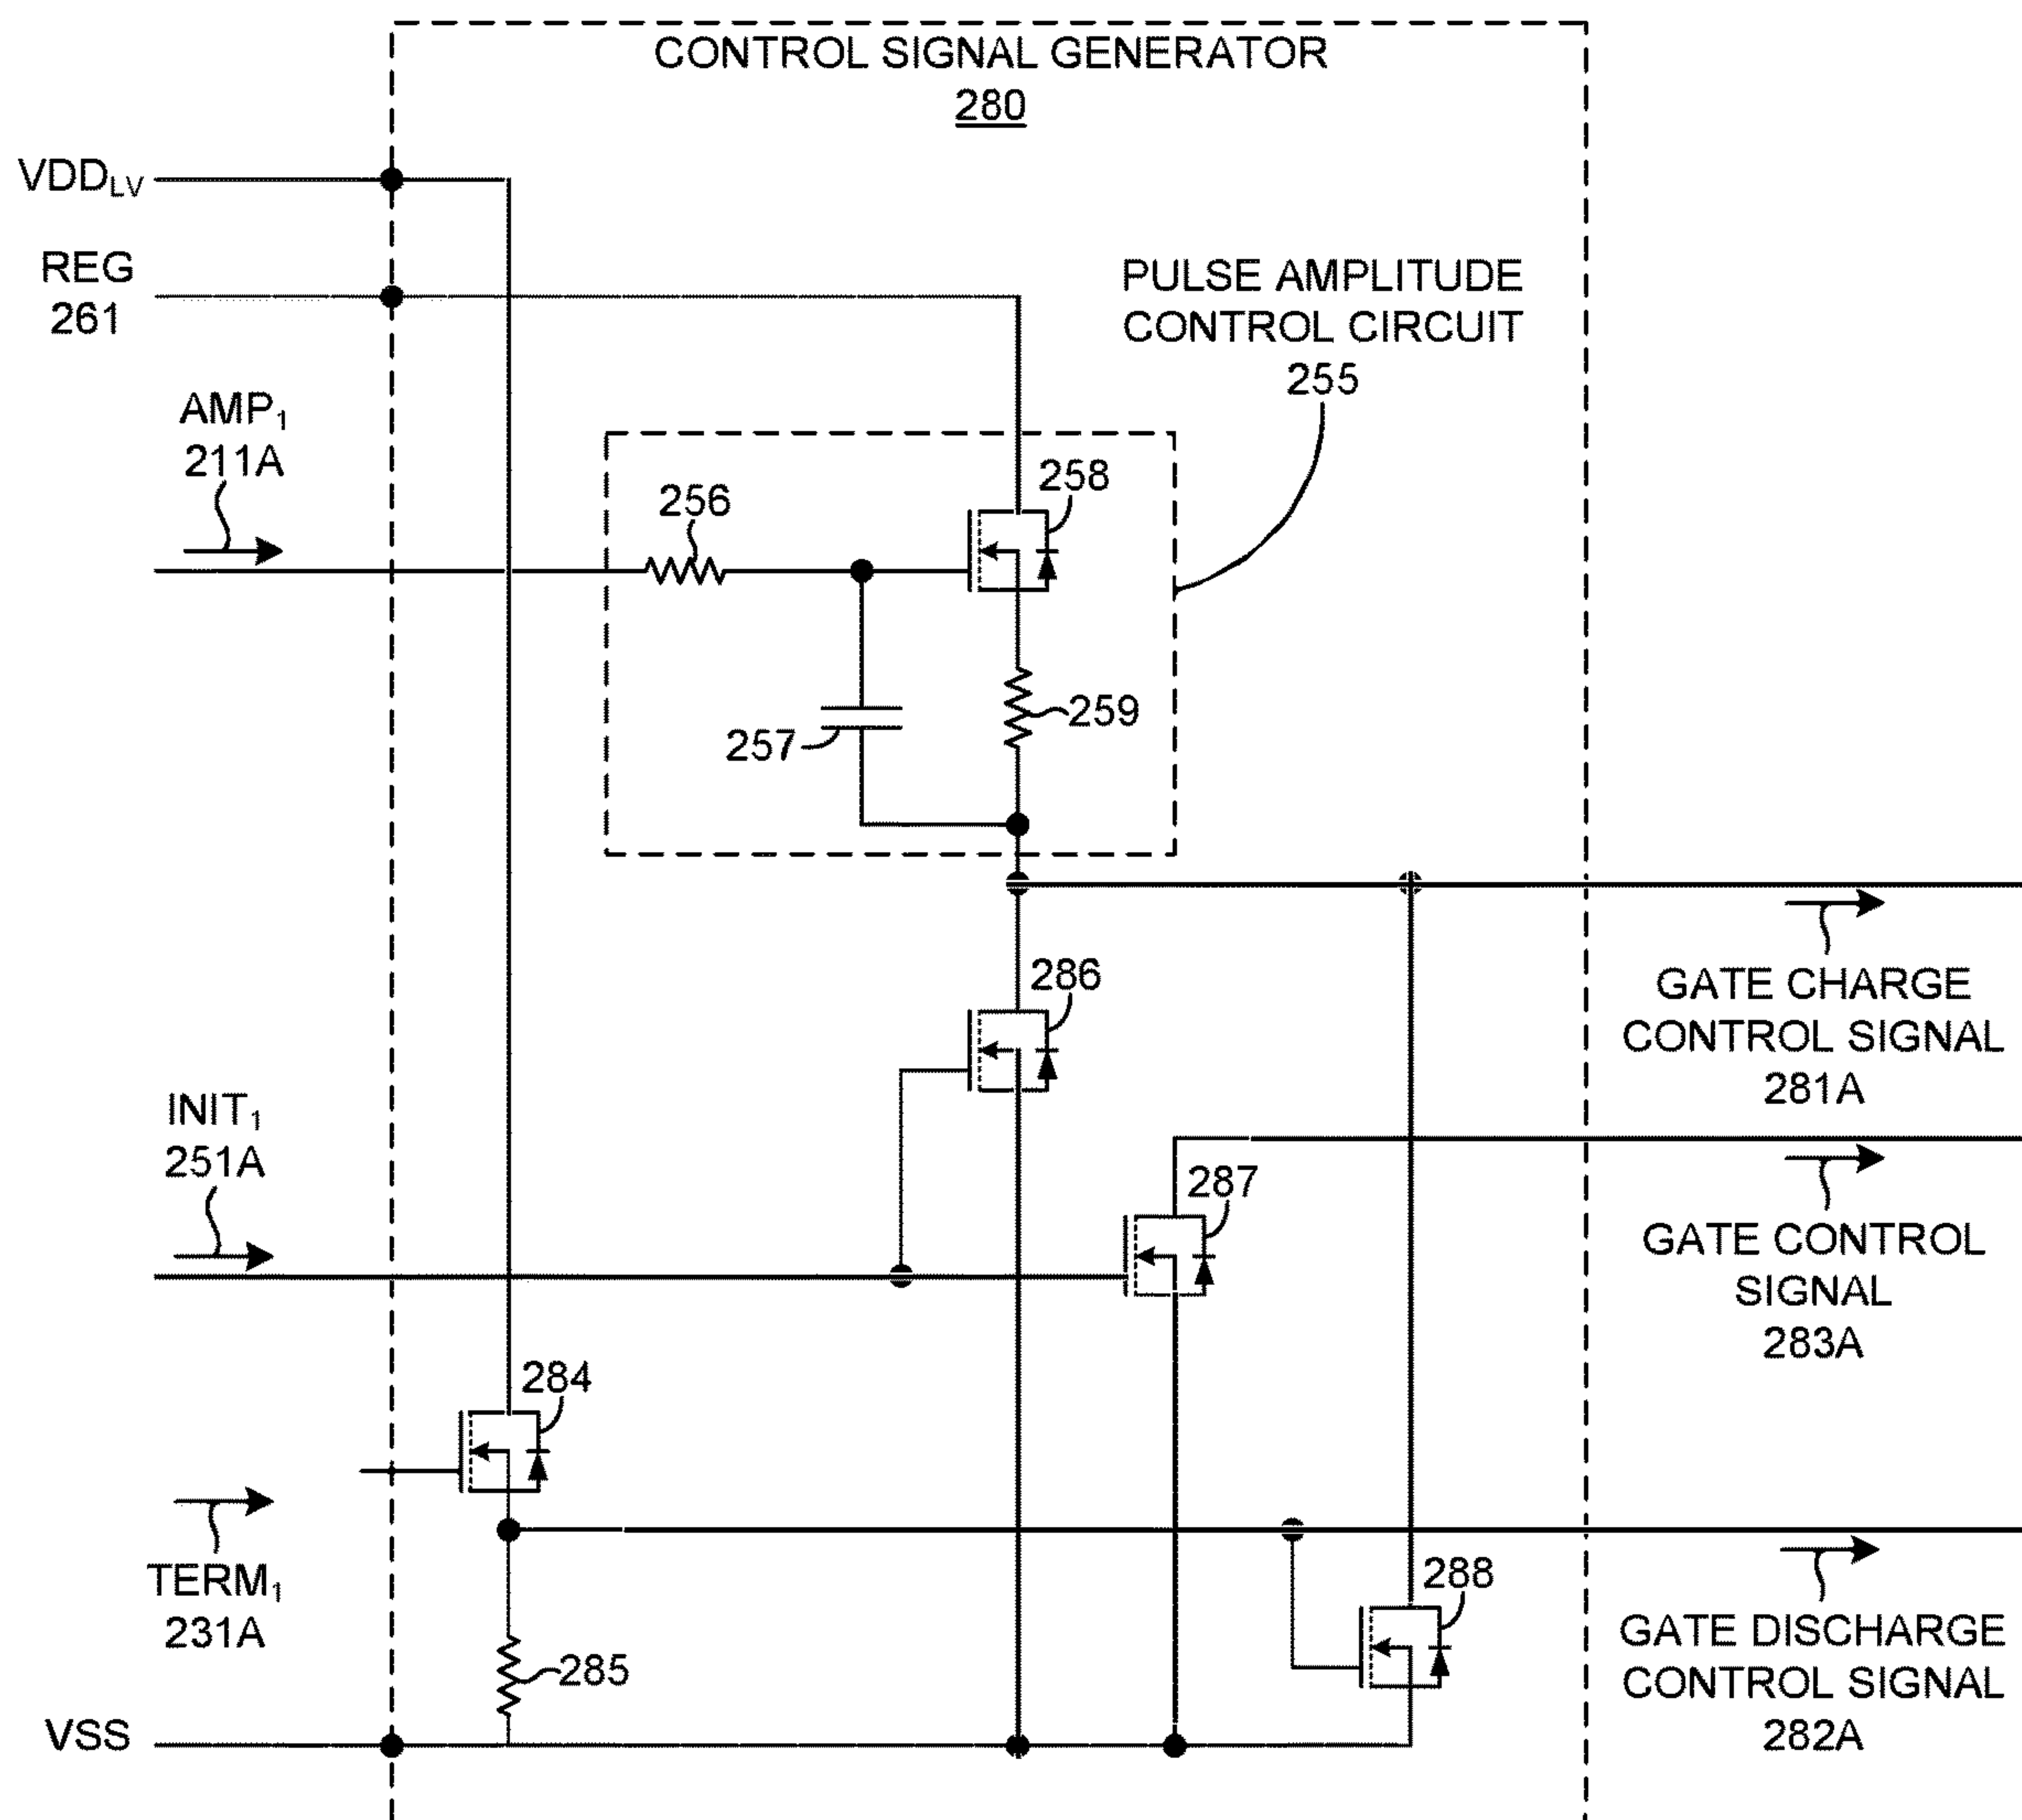 CONTROL SIGNAL GENERATOR
280
VDD_LV
REG
261
PULSE AMPLITUDE
CONTROL CIRCUIT
255
AMP₁
211A
256
258
257
259
286
GATE CHARGE
CONTROL SIGNAL
281A
INIT₁
251A
287
GATE CONTROL
SIGNAL
283A
284
TERM₁
231A
285
288
GATE DISCHARGE
CONTROL SIGNAL
282A
VSS